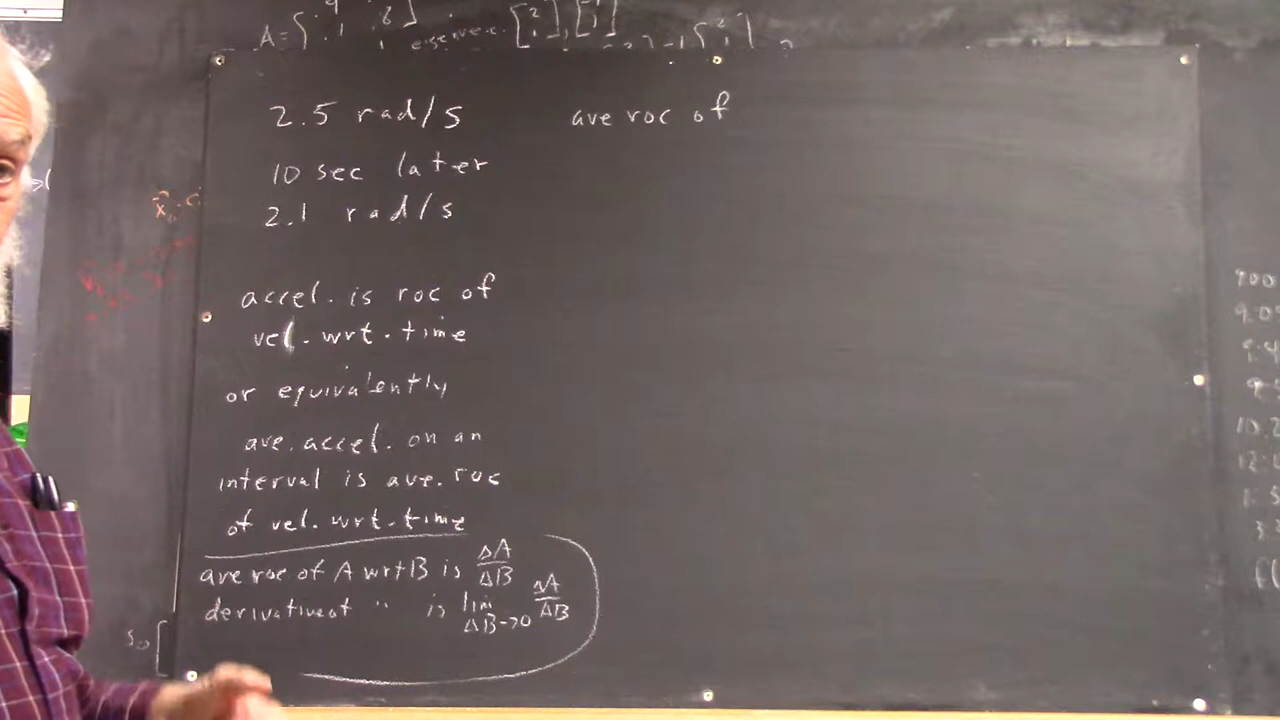 A=
2.5 rad/s
10 sec later
2.1 rad/s
accel. is roc of
vel. wrt. time
or equivalently
ave. accel. on an
interval is ave. roc
of vel. wrt. time
ave roc of A wrt B is ΔA/ΔB
derivative of " is lim ΔB→0 ΔA/ΔB
so
ave roc of